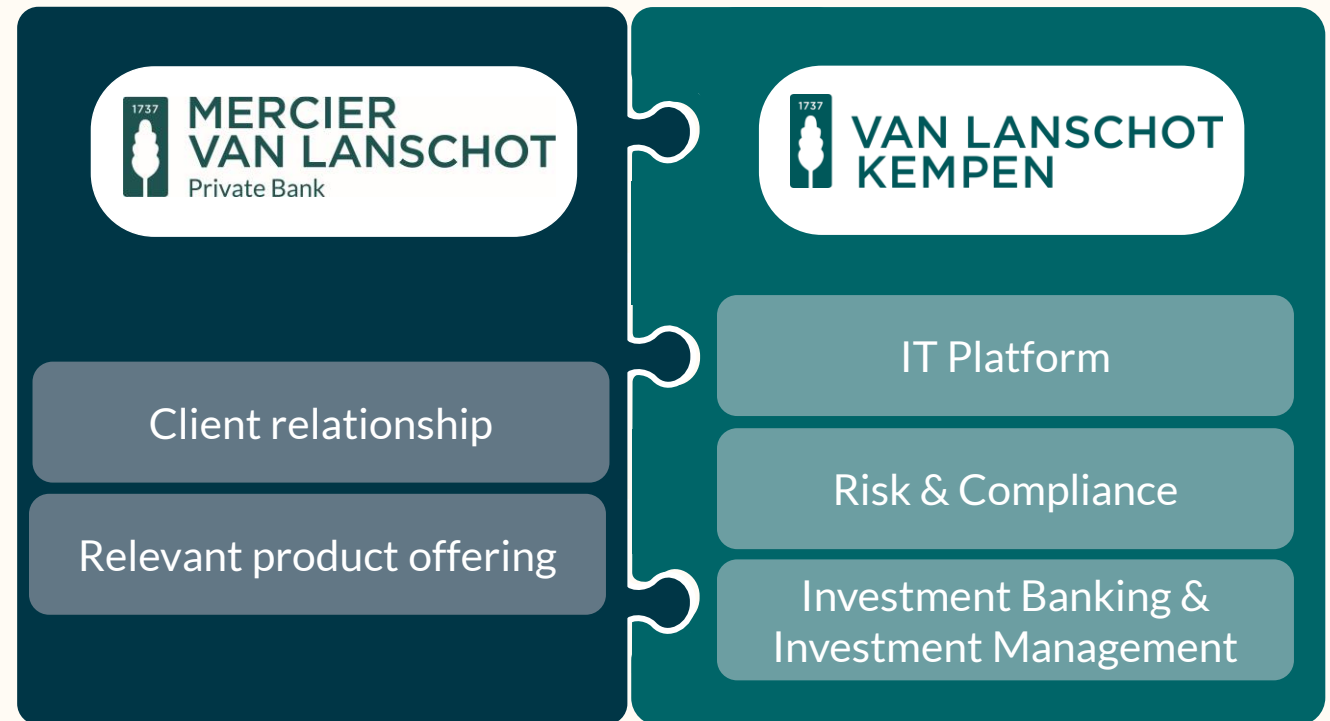 1737
MERCIER
VAN LANSCHOT
Private Bank
Client relationship
Relevant product offering
1737
VAN LANSCHOT
KEMPEN
IT Platform
Risk & Compliance
Investment Banking &
Investment Management